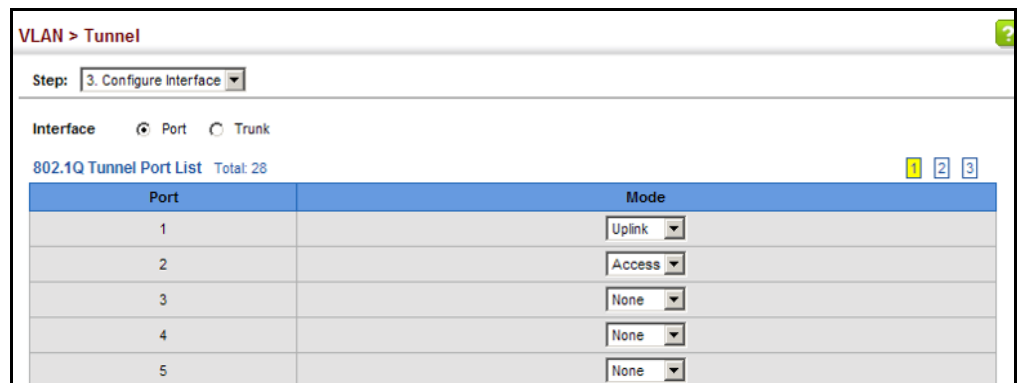 VLAN > Tunnel
?
Step: 3. Configure Interface
Interface Port Trunk
802.1Q Tunnel Port List Total: 28 1 2 3
Port Mode
1 Uplink
2 Access
3 None
4 None
5 None